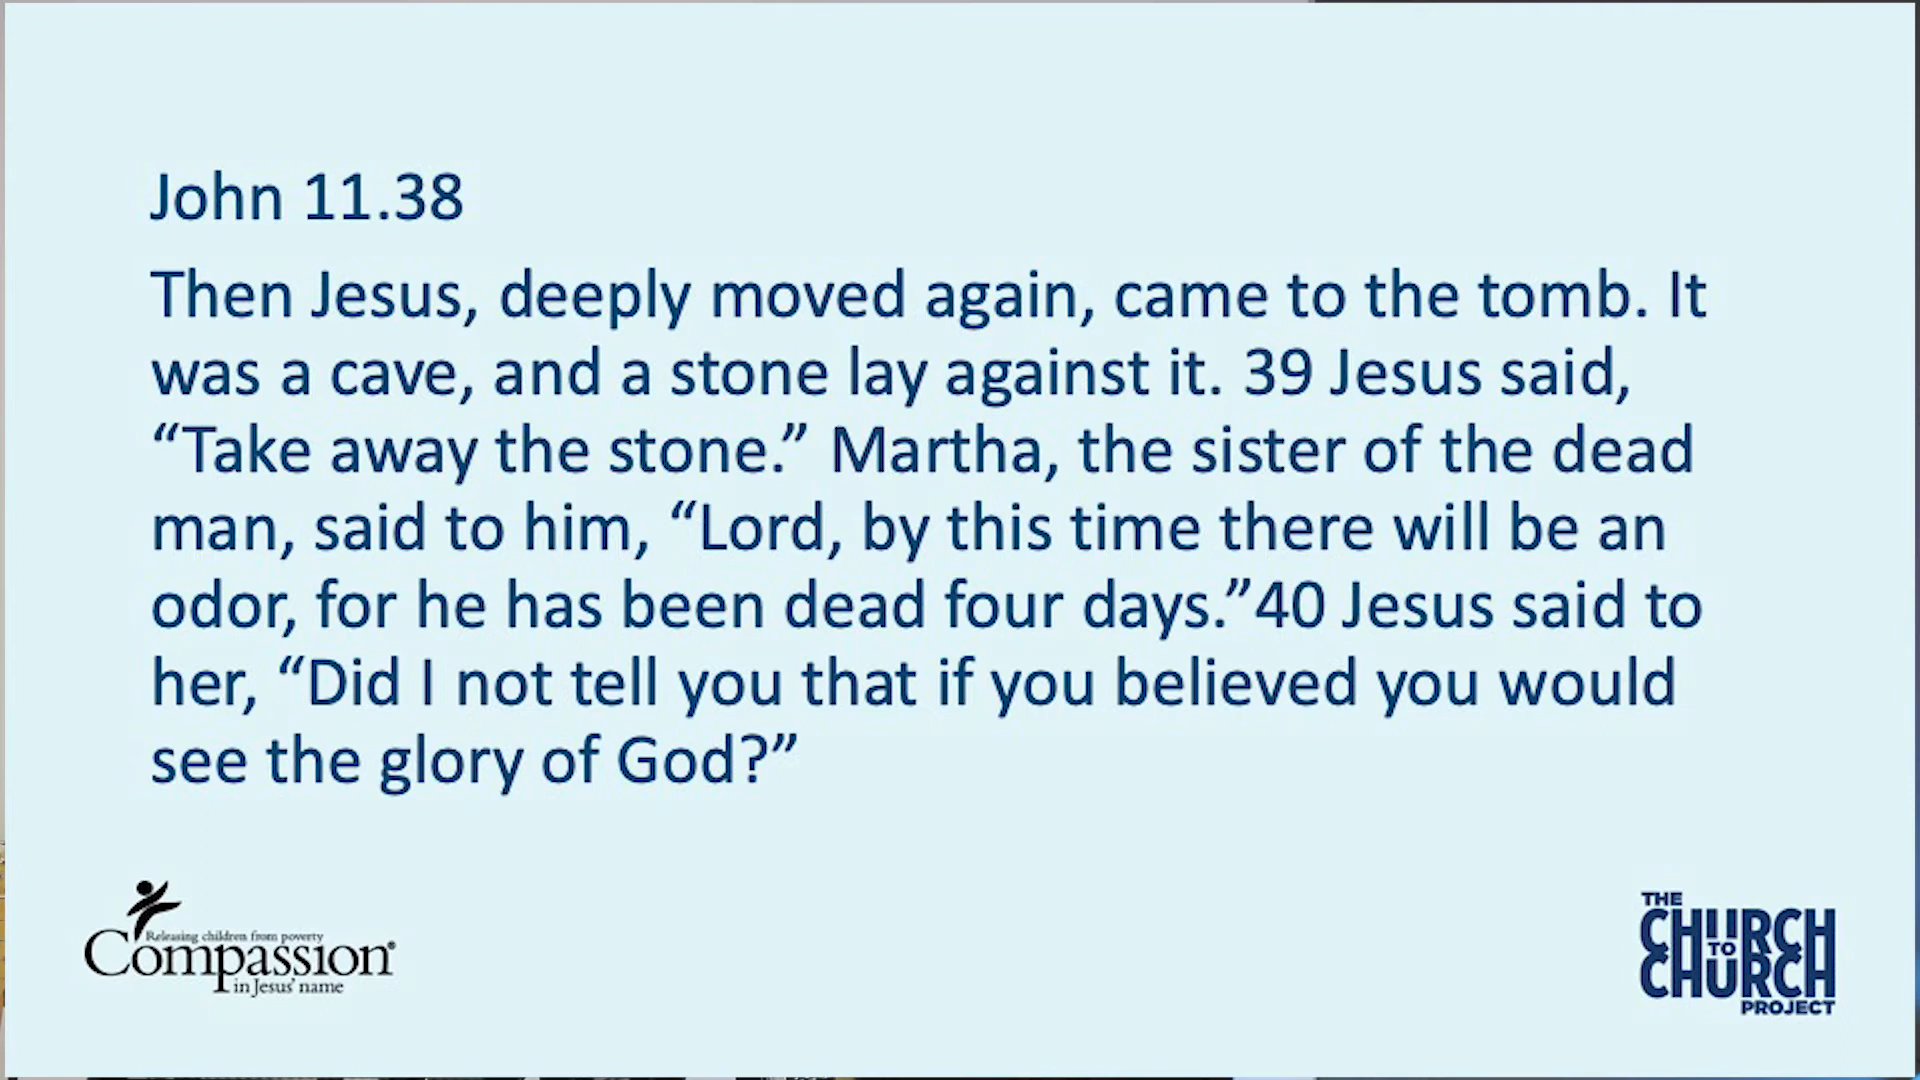 John 11.38
Then Jesus, deeply moved again, came to the tomb. It
was a cave, and a stone lay against it. 39 Jesus said,
“Take away the stone.” Martha, the sister of the dead
man, said to him, “Lord, by this time there will be an
odor, for he has been dead four days.”40 Jesus said to
her, “Did I not tell you that if you believed you would
see the glory of God?”
Releasing children from poverty
Compassion®
in Jesus' name
THE
CHURCH
TO
CHURCH
PROJECT